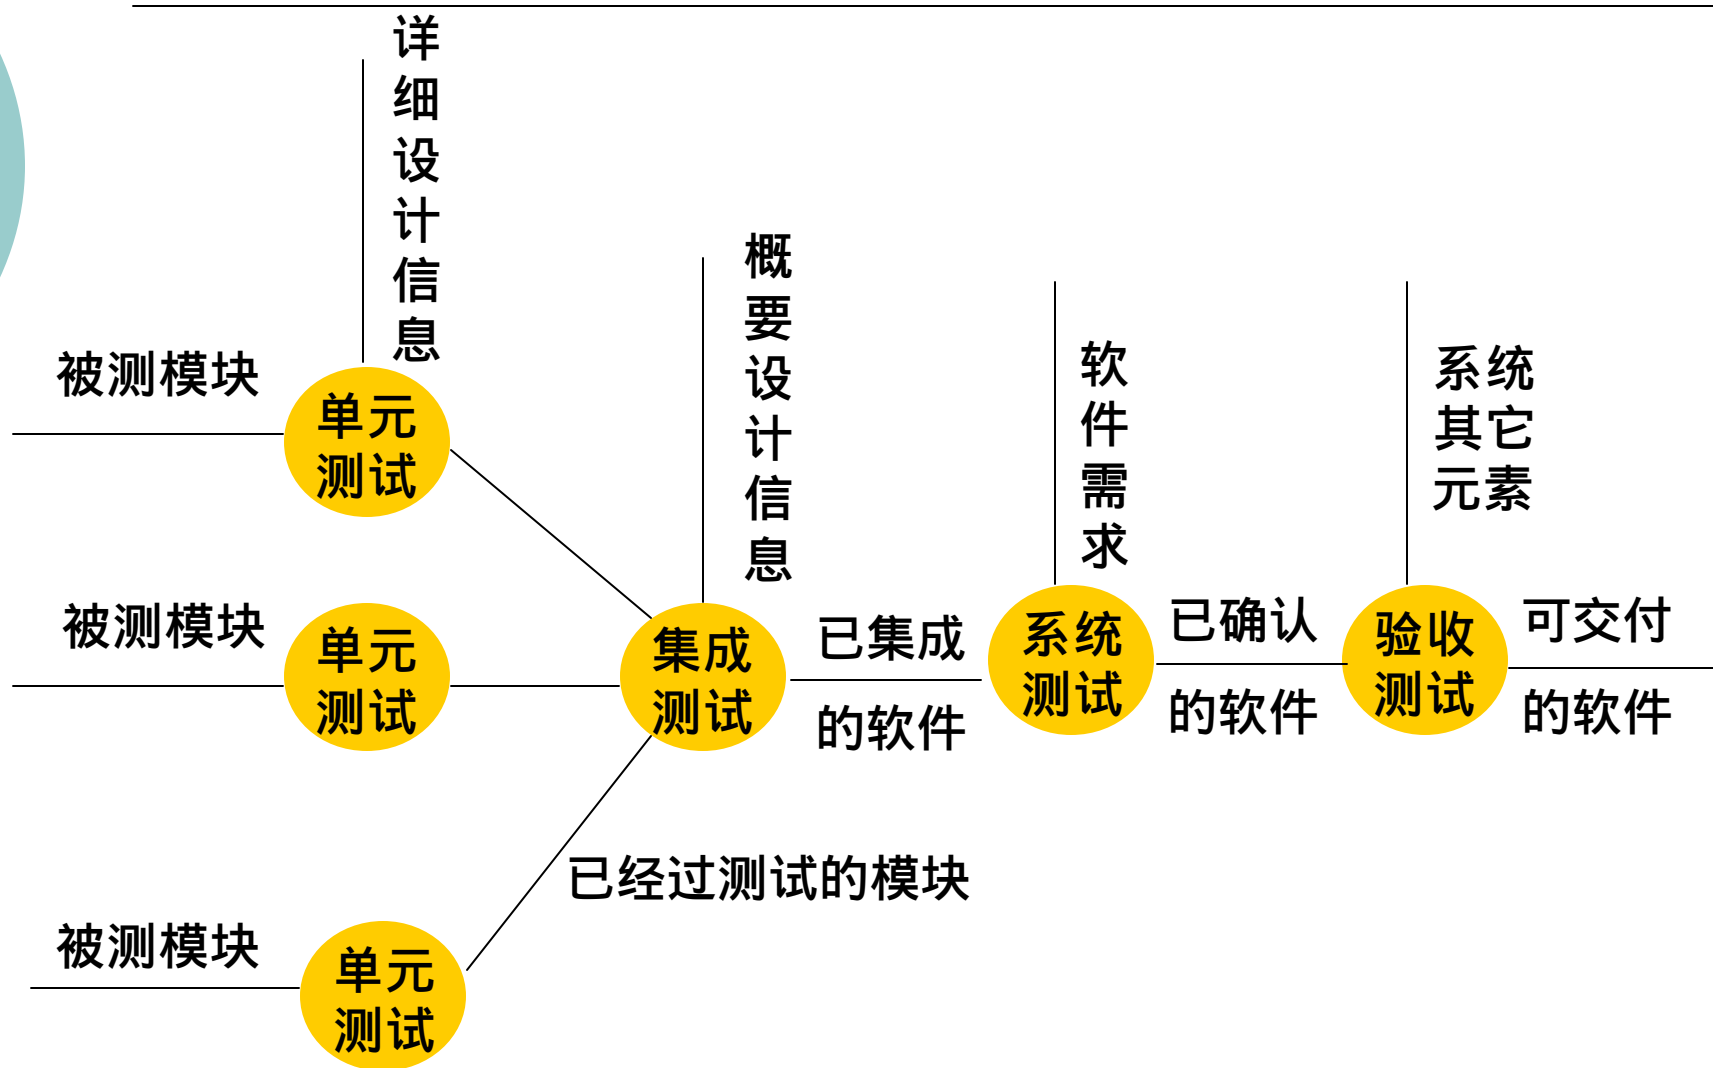 详细设计信息
被测模块
单元
测试
概要设计信息
软件需求
系统
其它
元素
被测模块
单元
测试
集成
测试
已集成
的软件
系统
测试
已确认
的软件
验收
测试
可交付
的软件
已经过测试的模块
被测模块
单元
测试